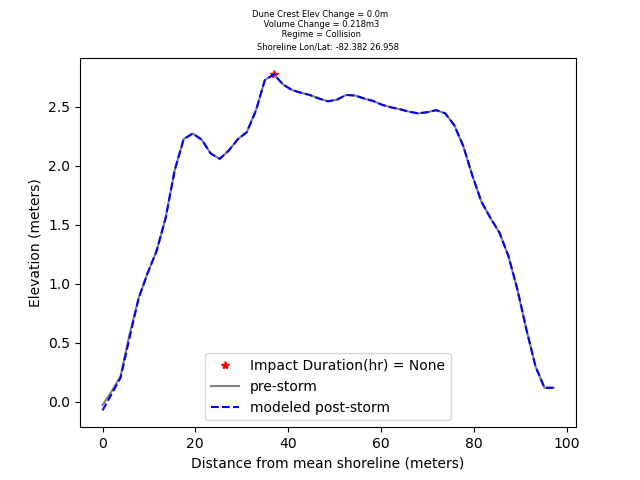 Dune Crest Elev Change = 0.0m
Volume Change = 0.218m3
Regime = Collision
Shoreline Lon/Lat: -82.382 26.958
Elevation (meters)
2.5
2.0
1.5
1.0
0.5
0.0
Impact Duration(hr) = None
pre-storm
modeled post-storm
0 20 40 60 80 100
Distance from mean shoreline (meters)